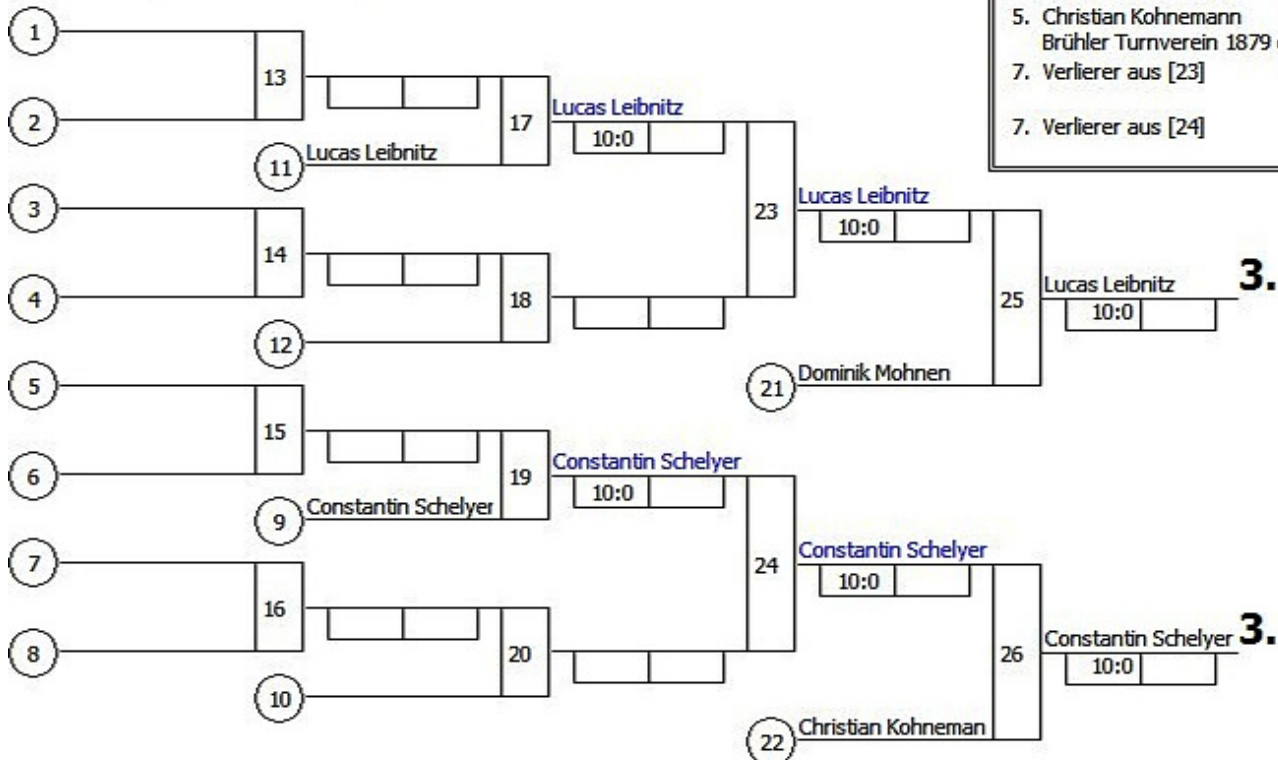 5. Christian Kohnemann
Brühler Turnverein 1879
7. Verlierer aus [23]
7. Verlierer aus [24]
1
13
2
17
Lucas Leibnitz
10:0
11
Lucas Leibnitz
3
23
Lucas Leibnitz
10:0
14
4
18
12
25
Lucas Leibnitz
10:0
3.
5
21
Dominik Mohnen
15
6
19
Constantin Schelyer
10:0
9
Constantin Schelyer
7
24
Constantin Schelyer
10:0
16
8
20
10
26
Constantin Schelyer
10:0
3.
22
Christian Kohneman